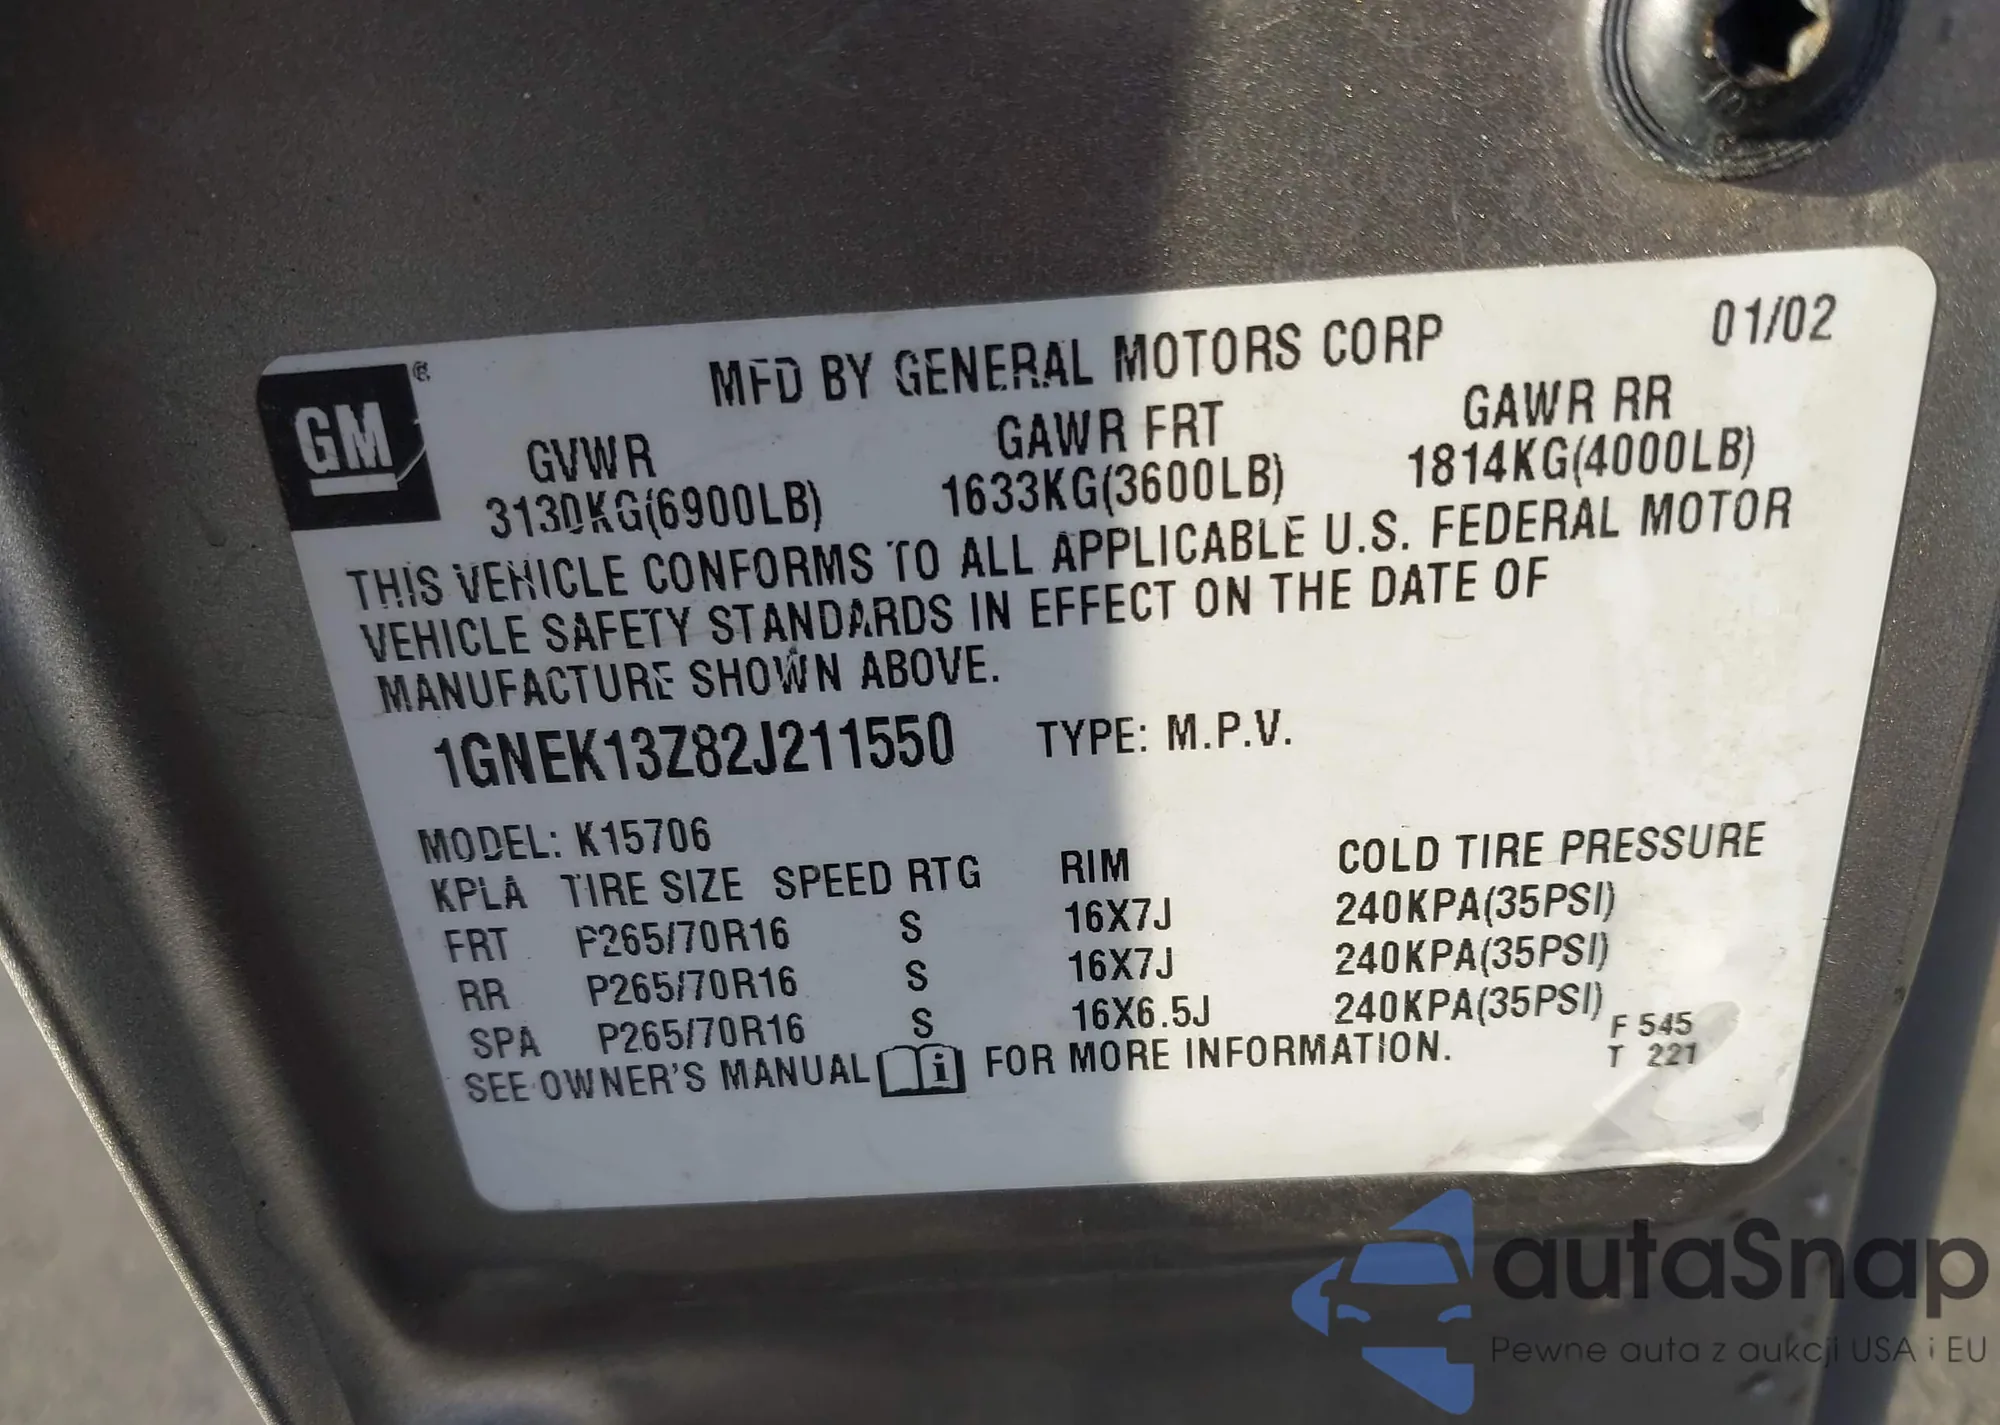 GM®
MFD BY GENERAL MOTORS CORP 01/02
GVWR GAWR FRT GAWR RR
3130KG(6900LB) 1633KG(3600LB) 1814KG(4000LB)
THIS VEHICLE CONFORMS TO ALL APPLICABLE U.S. FEDERAL MOTOR
VEHICLE SAFETY STANDARDS IN EFFECT ON THE DATE OF
MANUFACTURE SHOWN ABOVE.
1GNEK13Z82J211550 TYPE: M.P.V.
MODEL: K15706
KPLA TIRE SIZE SPEED RTG RIM COLD TIRE PRESSURE
FRT P265/70R16 S 16X7J 240KPA(35PSI)
RR P265/70R16 S 16X7J 240KPA(35PSI)
SPA P265/70R16 S 16X6.5J 240KPA(35PSI)
SEE OWNER'S MANUAL FOR MORE INFORMATION.
F 545
T 221
autaSnap
Pewne auta z aukcji USA i EU